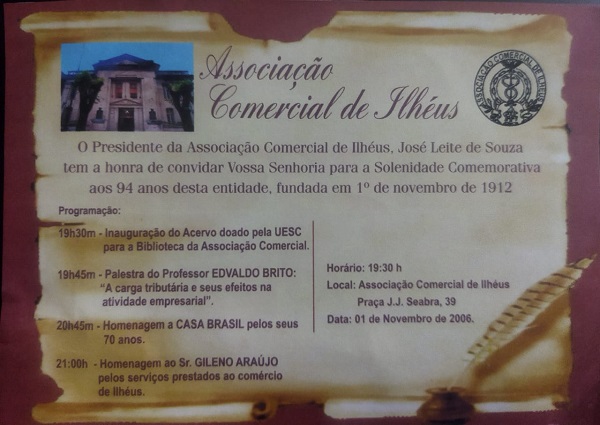 Associação
Comercial de Ilhéus
ASSOCIAÇÃO COMERCIAL DE ILHÉUS
O Presidente da Associação Comercial de Ilhéus, José Leite de Souza
tem a honra de convidar Vossa Senhoria para a Solenidade Comemorativa
aos 94 anos desta entidade, fundada em 1º de novembro de 1912
Programação:
19h30m - Inauguração do Acervo doado pela UESC
para a Biblioteca da Associação Comercial.
19h45m - Palestra do Professor EDVALDO BRITO:
"A carga tributária e seus efeitos na
atividade empresarial".
20h45m - Homenagem a CASA BRASIL pelos seus
70 anos.
21:00h - Homenagem ao Sr. GILENO ARAÚJO
pelos serviços prestados ao comércio
de Ilhéus.
Horário: 19:30 h
Local: Associação Comercial de Ilhéus
Praça J.J. Seabra, 39
Data: 01 de Novembro de 2006.